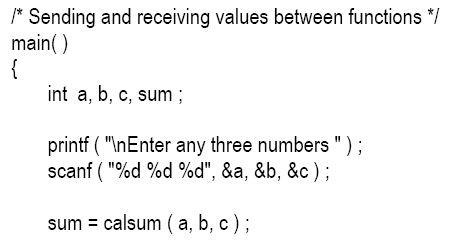 /* Sending and receiving values between functions */
main( )
{
int  a, b, c, sum ;
printf ( "\nEnter any three numbers " ) ;
scanf ( "%d %d %d", &a, &b, &c ) ;
sum = calsum ( a, b, c ) ;